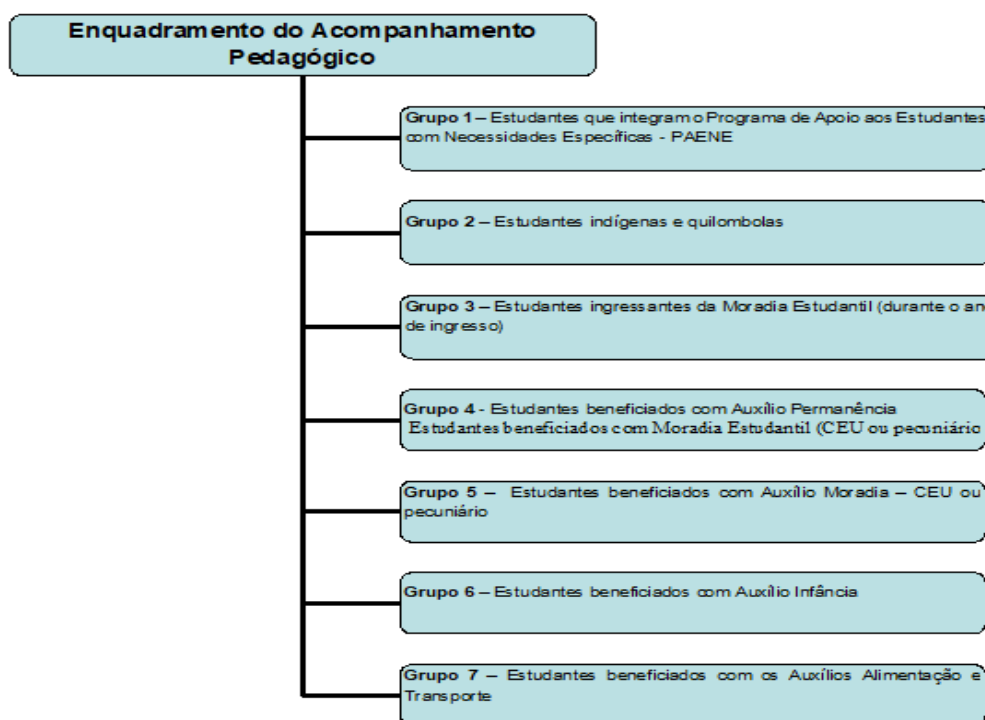 Enquadramento do Acompanhamento
Pedagógico
Grupo 1 – Estudantes que integram o Programa de Apoio aos Estudantes
com Necessidades Específicas - PAENE
Grupo 2 – Estudantes indígenas e quilombolas
Grupo 3 – Estudantes ingressantes da Moradia Estudantil (durante o an
de ingresso)
Grupo 4 - Estudantes beneficiados com Auxílio Permanência
Estudantes beneficiados com Moradia Estudantil (CEU ou pecuniário
Grupo 5 – Estudantes beneficiados com Auxílio Moradia – CEU ou
pecuniário
Grupo 6 – Estudantes beneficiados com Auxílio Infância
Grupo 7 – Estudantes beneficiados com os Auxílios Alimentação e
Transporte